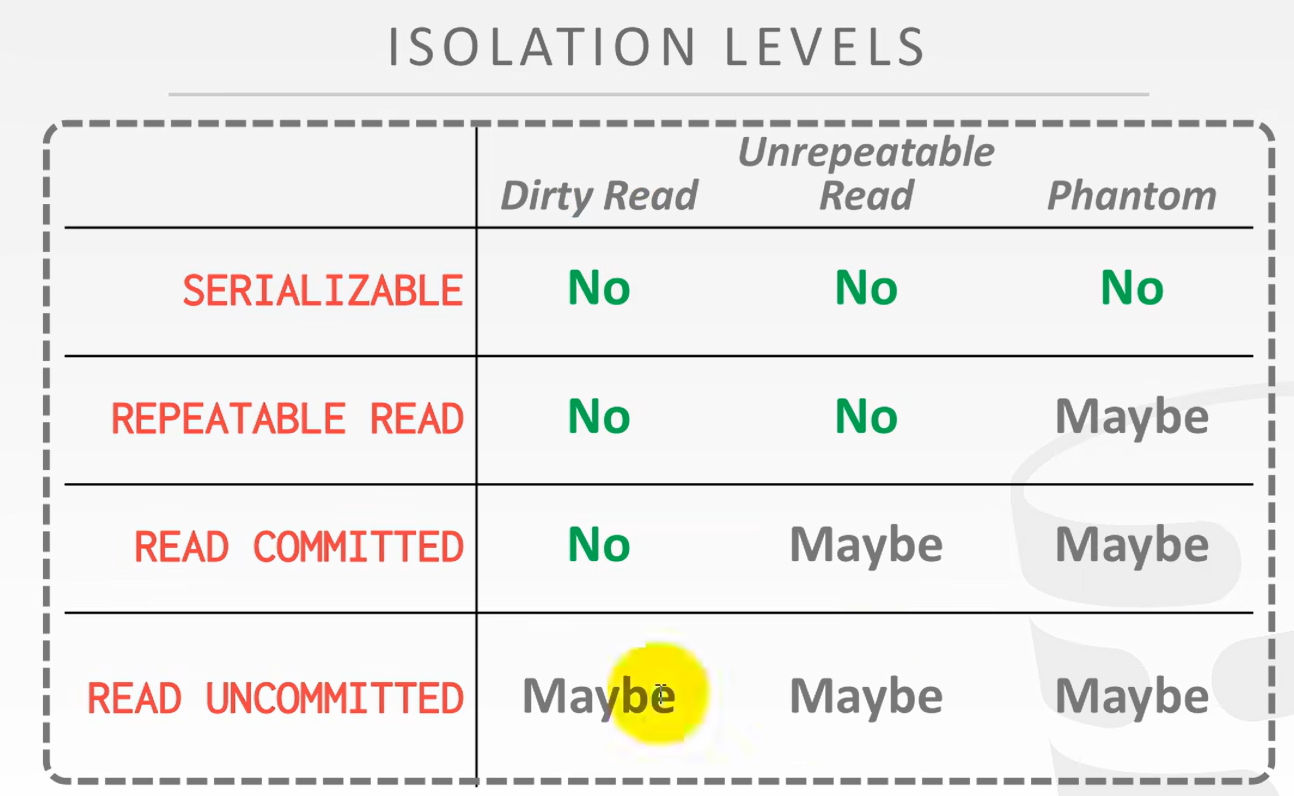 ISOLATION LEVELS
Unrepeatable
Dirty Read Read Phantom
SERIALIZABLE No No No
REPEATABLE READ No No Maybe
READ COMMITTED No Maybe Maybe
READ UNCOMMITTED Maybe Maybe Maybe